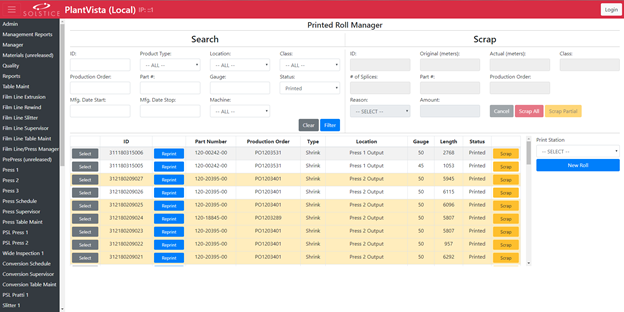 SOLSTICE PlantVista (Local) IP: ::1 Login
Admin
Management Reports
Manager
Materials (unreleased)
Quality
Reports
Table Maint
Film Line Extrusion
Film Line Rewind
Film Line Slitter
Film Line Supervisor
Film Line Table Maint
Film Line/Press Manager
PrePress (unreleased)
Press 1
Press 2
Press 3
Press Schedule
Press Supervisor
Press Table Maint
PSL Press 1
PSL Press 2
Wide Inspection 1
Conversion Schedule
Conversion Supervisor
Conversion Table Maint
PSL Pratti 1
Slitter 1
Printed Roll Manager
Search
ID: Product Type: Location: Class:
-- ALL -- -- ALL -- -- ALL --
Production Order: Part #: Gauge: Status:
Printed
Mfg. Date Start: Mfg. Date Stop: Machine:
-- ALL --
Clear Filter
Scrap
ID: Original (meters): Actual (meters): Class:
# of Splices: Part #: Production Order:
Reason: Amount:
-- SELECT -- Cancel Scrap All Scrap Partial
ID Part Number Production Order Type Location Gauge Length Status
Select 311180315006 Reprint 120-00242-00 PO1203531 Shrink Press 1 Output 50 2768 Printed Scrap
Select 311180315005 Reprint 120-00242-00 PO1203531 Shrink Press 1 Output 45 1053 Printed Scrap
Select 312180209027 Reprint 120-20395-00 PO1203401 Shrink Press 2 Output 50 5945 Printed Scrap
Select 312180209026 Reprint 120-20395-00 PO1203401 Shrink Press 2 Output 50 6115 Printed Scrap
Select 312180209025 Reprint 120-20395-00 PO1203401 Shrink Press 2 Output 50 6096 Printed Scrap
Select 312180209024 Reprint 120-18845-00 PO1203289 Shrink Press 2 Output 50 5807 Printed Scrap
Select 312180209023 Reprint 120-20395-00 PO1203401 Shrink Press 2 Output 50 5807 Printed Scrap
Select 312180209022 Reprint 120-20395-00 PO1203401 Shrink Press 2 Output 50 957 Printed Scrap
Select 312180209021 Reprint 120-20395-00 PO1203401 Shrink Press 2 Output 50 6292 Printed Scrap
Print Station
-- SELECT --
New Roll